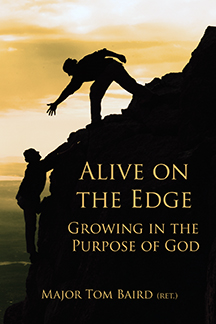 Alive on
the Edge
Growing in the
Purpose of God
Major Tom Baird (ret.)